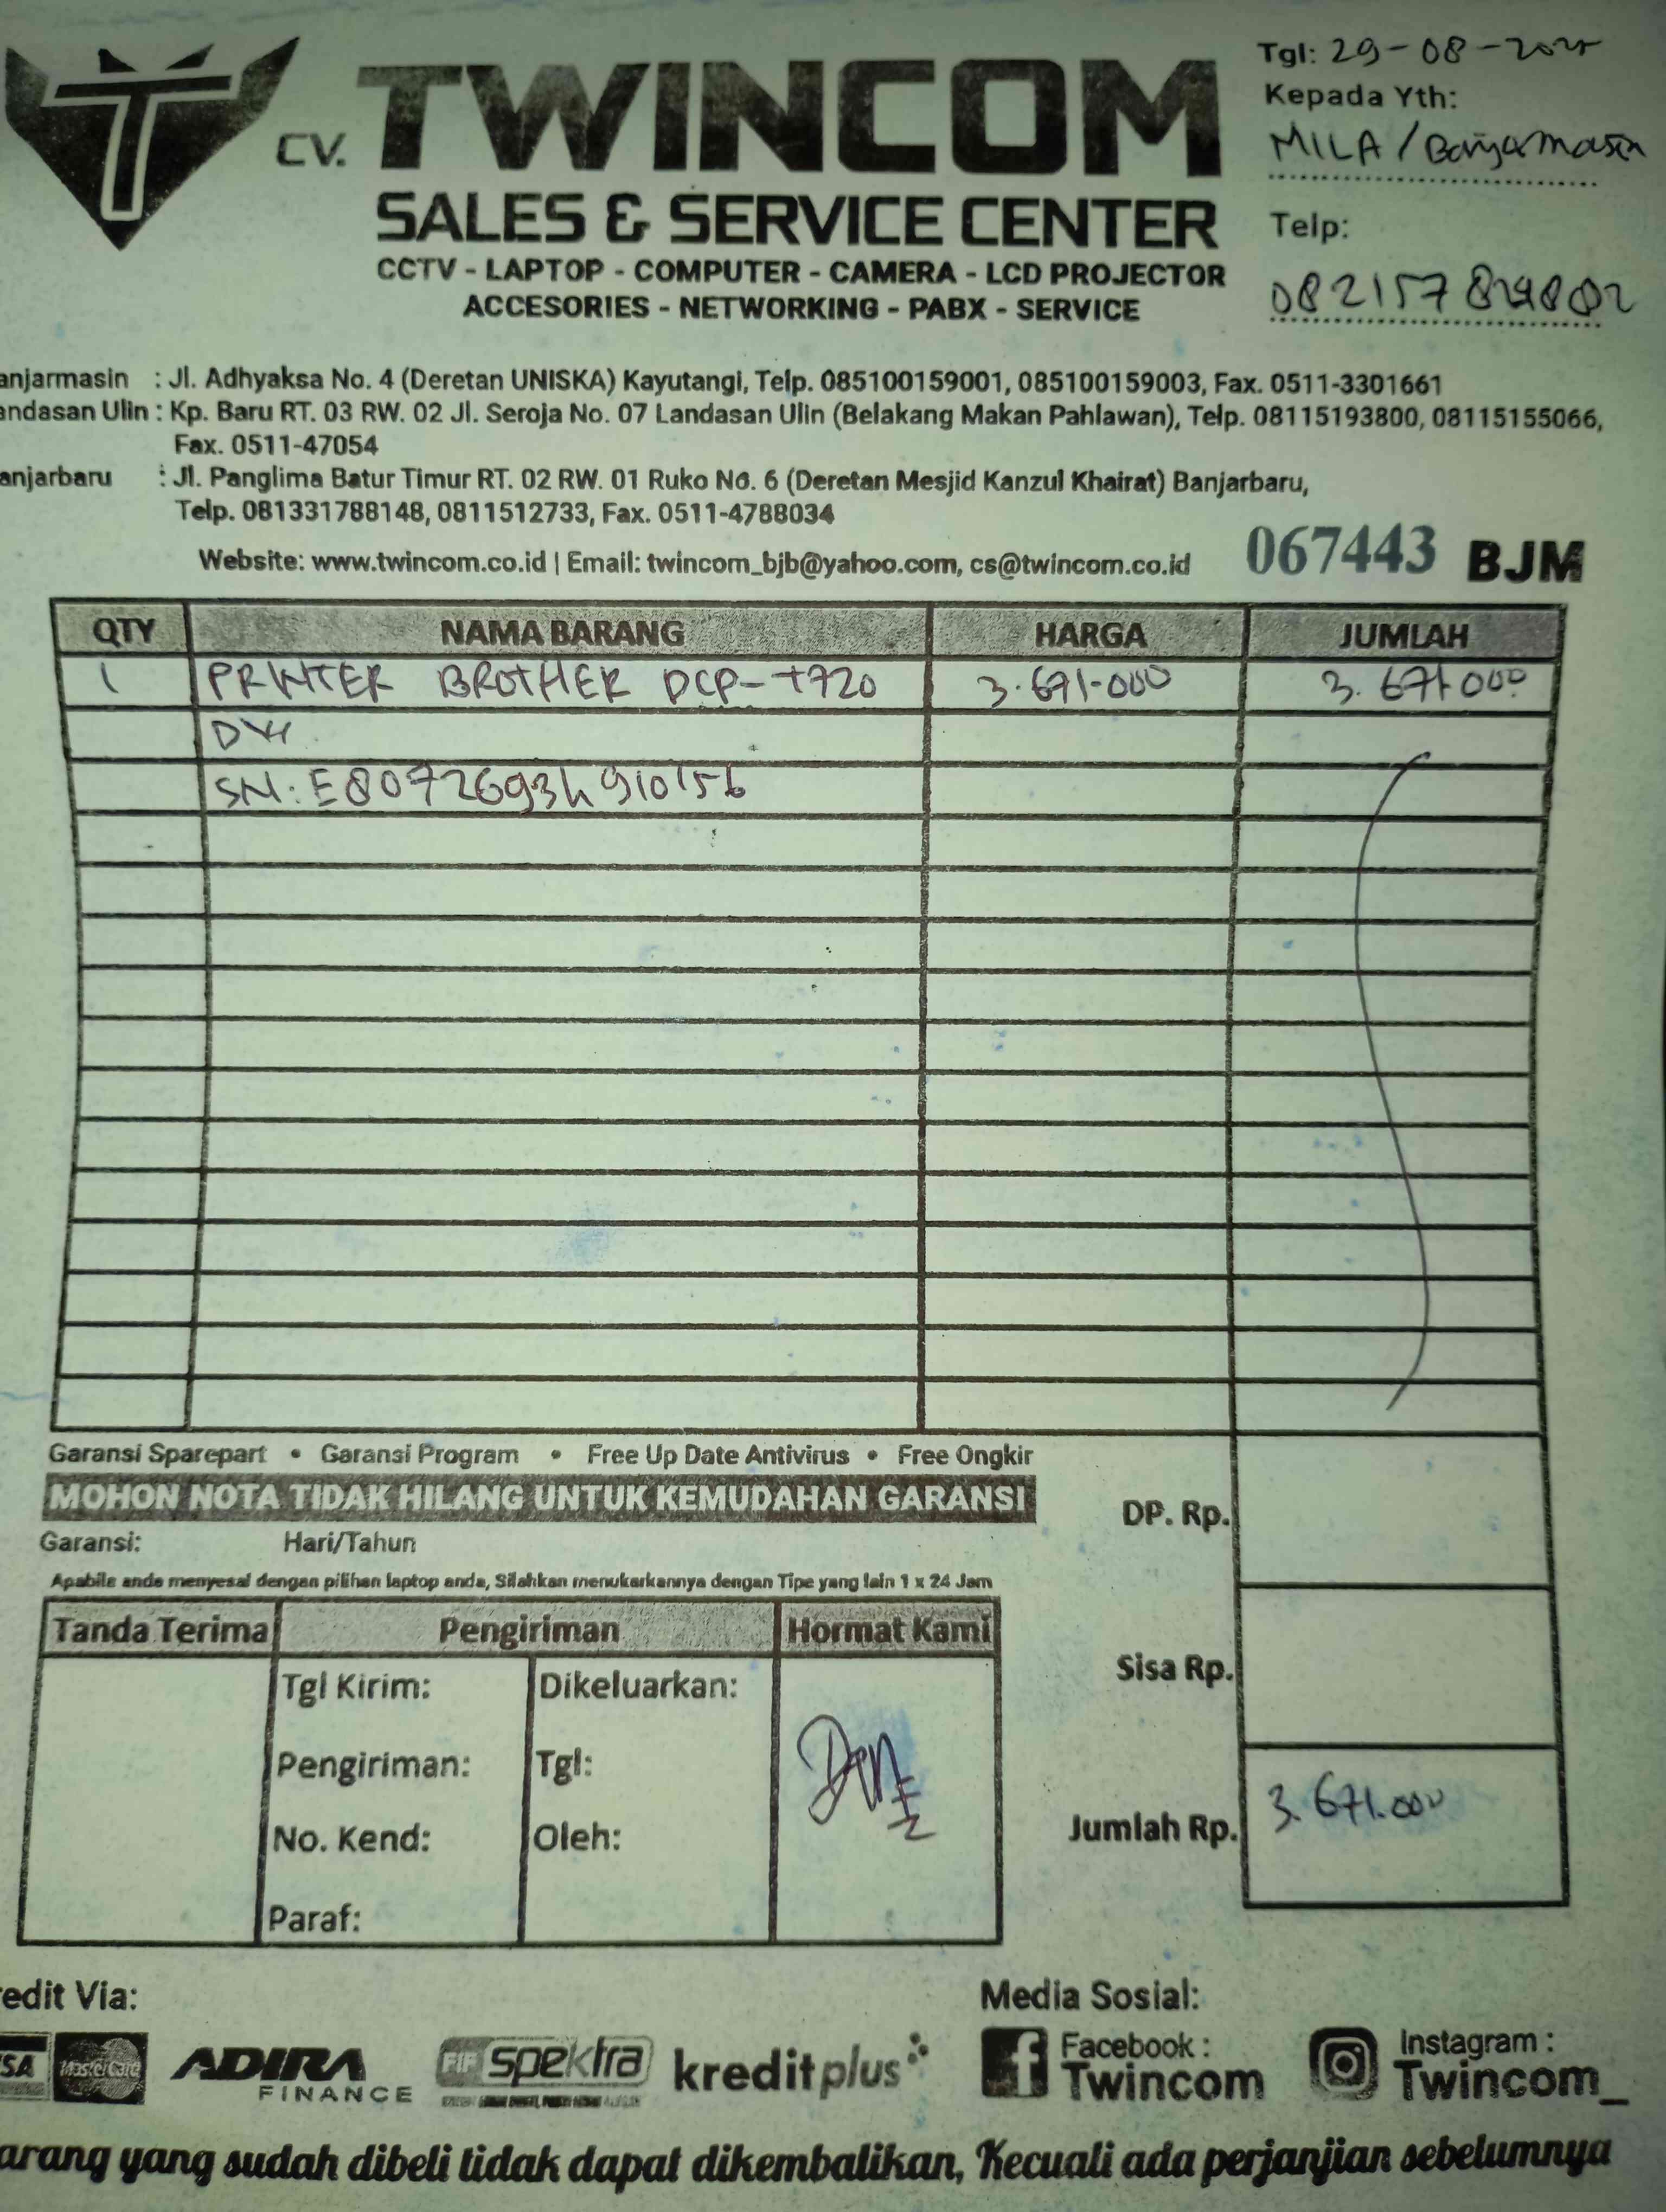 CV. TWINCOM
SALES & SERVICE CENTER
CCTV - LAPTOP - COMPUTER - CAMERA - LCD PROJECTOR
ACCESORIES - NETWORKING - PABX - SERVICE
Tgl: 29-08-
Kepada Yth:
MILA / Banjarmasin
Telp:
anjarmasin : Jl. Adhyaksa No. 4 (Deretan UNISKA) Kayutangi, Telp. 085100159001, 085100159003, Fax. 0511-3301661
andasan Ulin : Kp. Baru RT. 03 RW. 02 Jl. Seroja No. 07 Landasan Ulin (Belakang Makan Pahlawan), Telp. 08115193800, 08115155066,
Fax. 0511-47054
anjarbaru : Jl. Panglima Batur Timur RT. 02 RW. 01 Ruko No. 6 (Deretan Mesjid Kanzul Khairat) Banjarbaru,
Telp. 081331788148, 0811512733, Fax. 0511-4788034
Website: www.twincom.co.id | Email: twincom_bjb@yahoo.com, cs@twincom.co.id
067443 BJM
QTY NAMA BARANG HARGA JUMLAH
1 PRINTER BROTHER DCP-T720 3.671.000 3.671.000
DW
SN:
Garansi Sparepart • Garansi Program • Free Up Date Antivirus • Free Ongkir
MOHON NOTA TIDAK HILANG UNTUK KEMUDAHAN GARANSI
Garansi: Hari/Tahun
Apabila anda menyesal dengan pilihan laptop anda, Silahkan menukarkannya dengan Tipe yang lain 1 x 24 Jam
DP. Rp.
Sisa Rp.
Jumlah Rp. 3.671.000
Tanda Terima Pengiriman Hormat Kami
Tgl Kirim: Dikeluarkan:
Pengiriman: Tgl:
No. Kend: Oleh:
Paraf:
redit Via:
SA MasterCard ADIRA FINANCE FIF spektra kreditplus
Media Sosial:
Facebook : Twincom
Instagram : Twincom_
arang yang sudah dibeli tidak dapat dikembalikan, Kecuali ada perjanjian sebelumnya